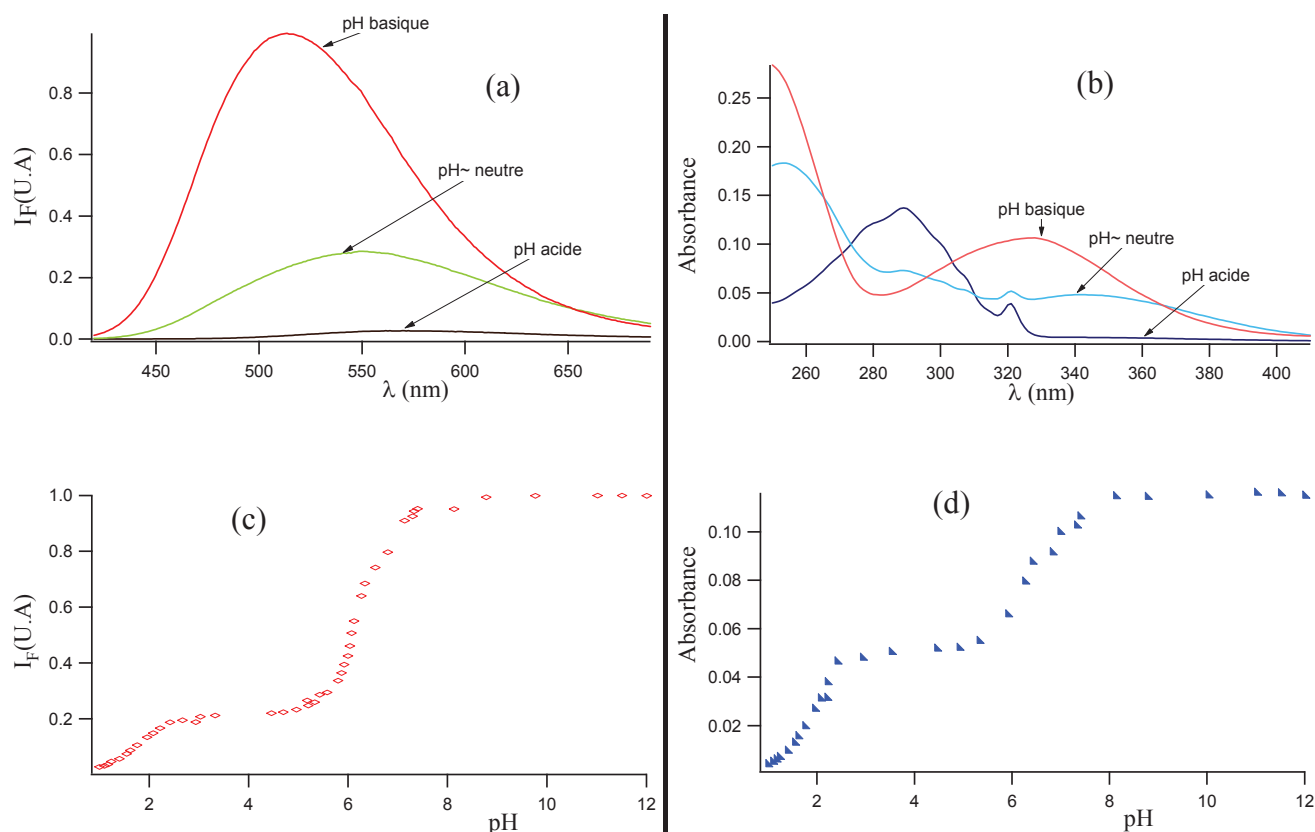 (a)
pH basique
pH~ neutre
pH acide
I_F(U.A)
0.8
0.6
0.4
0.2
0.0
450 500 550 600 650
λ (nm)
(b)
pH basique
pH~ neutre
pH acide
Absorbance
0.25
0.20
0.15
0.10
0.05
0.00
260 280 300 320 340 360 380 400
λ (nm)
(c)
I_F(U.A)
1.0
0.8
0.6
0.4
0.2
2 4 6 8 10 12
pH
(d)
Absorbance
0.10
0.08
0.06
0.04
0.02
2 4 6 8 10 12
pH